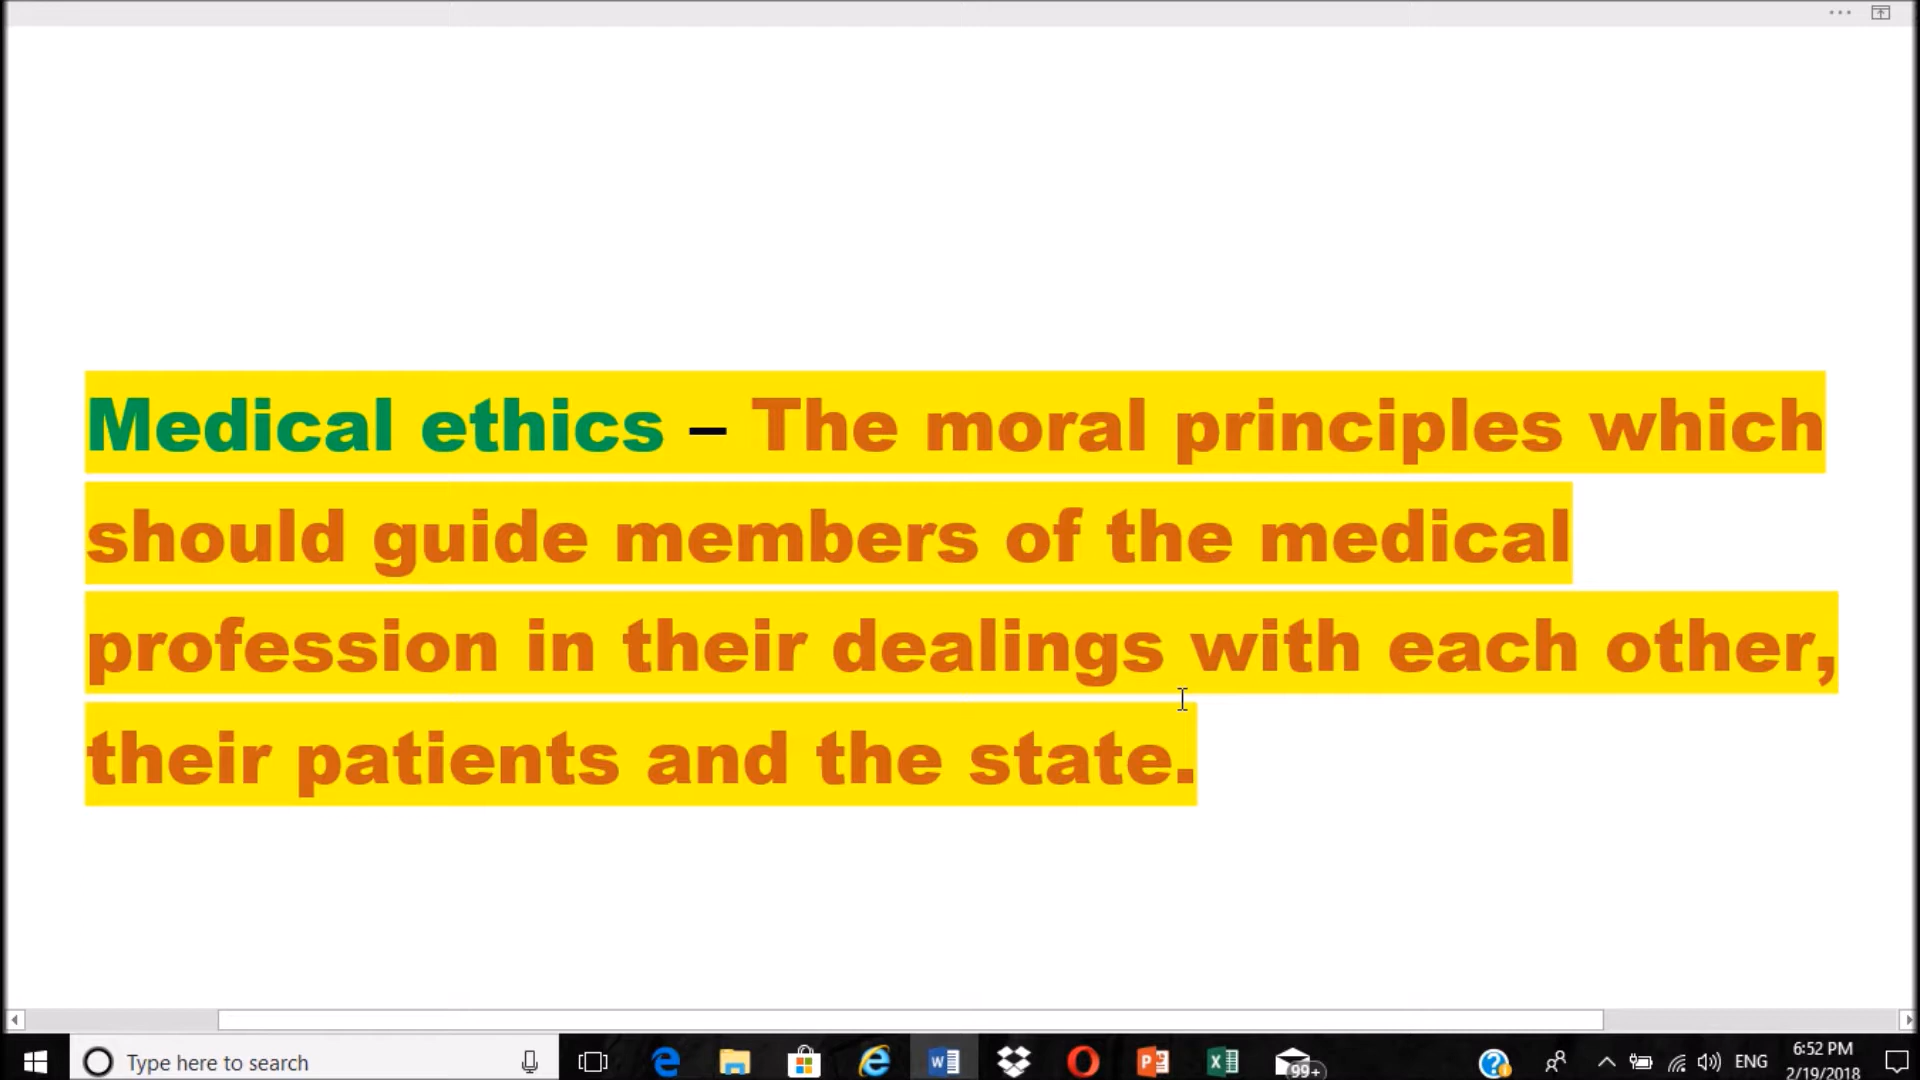 Medical ethics – The moral principles which
should guide members of the medical
profession in their dealings with each other,
their patients and the state.
Type here to search
99+
ENG
6:52 PM
2/19/2018